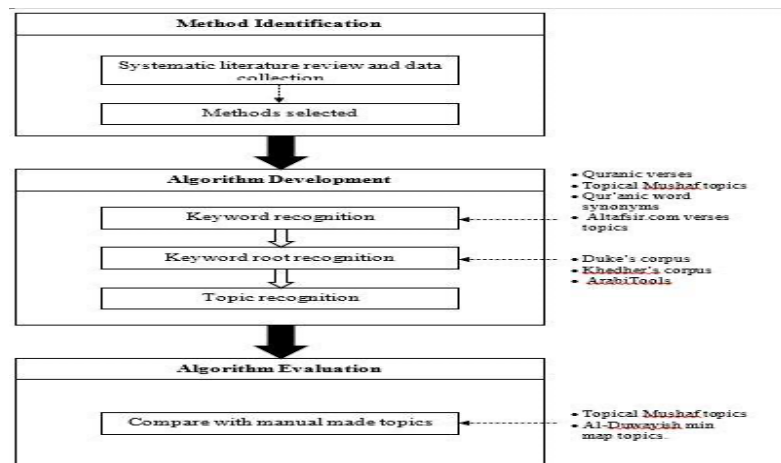 Method Identification
Systematic literature review and data
collection
Methods selected
Algorithm Development
Keyword recognition
Keyword root recognition
Topic recognition
• Quranic verses
• Topical Mushaf topics
• Qur'anic word
synonyms
• Altafsir.com verses
topics
• Duke's corpus
• Khedher's corpus
• ArabiTools
Algorithm Evaluation
Compare with manual made topics
• Topical Mushaf topics
• Al-Duwayish min
map topics.